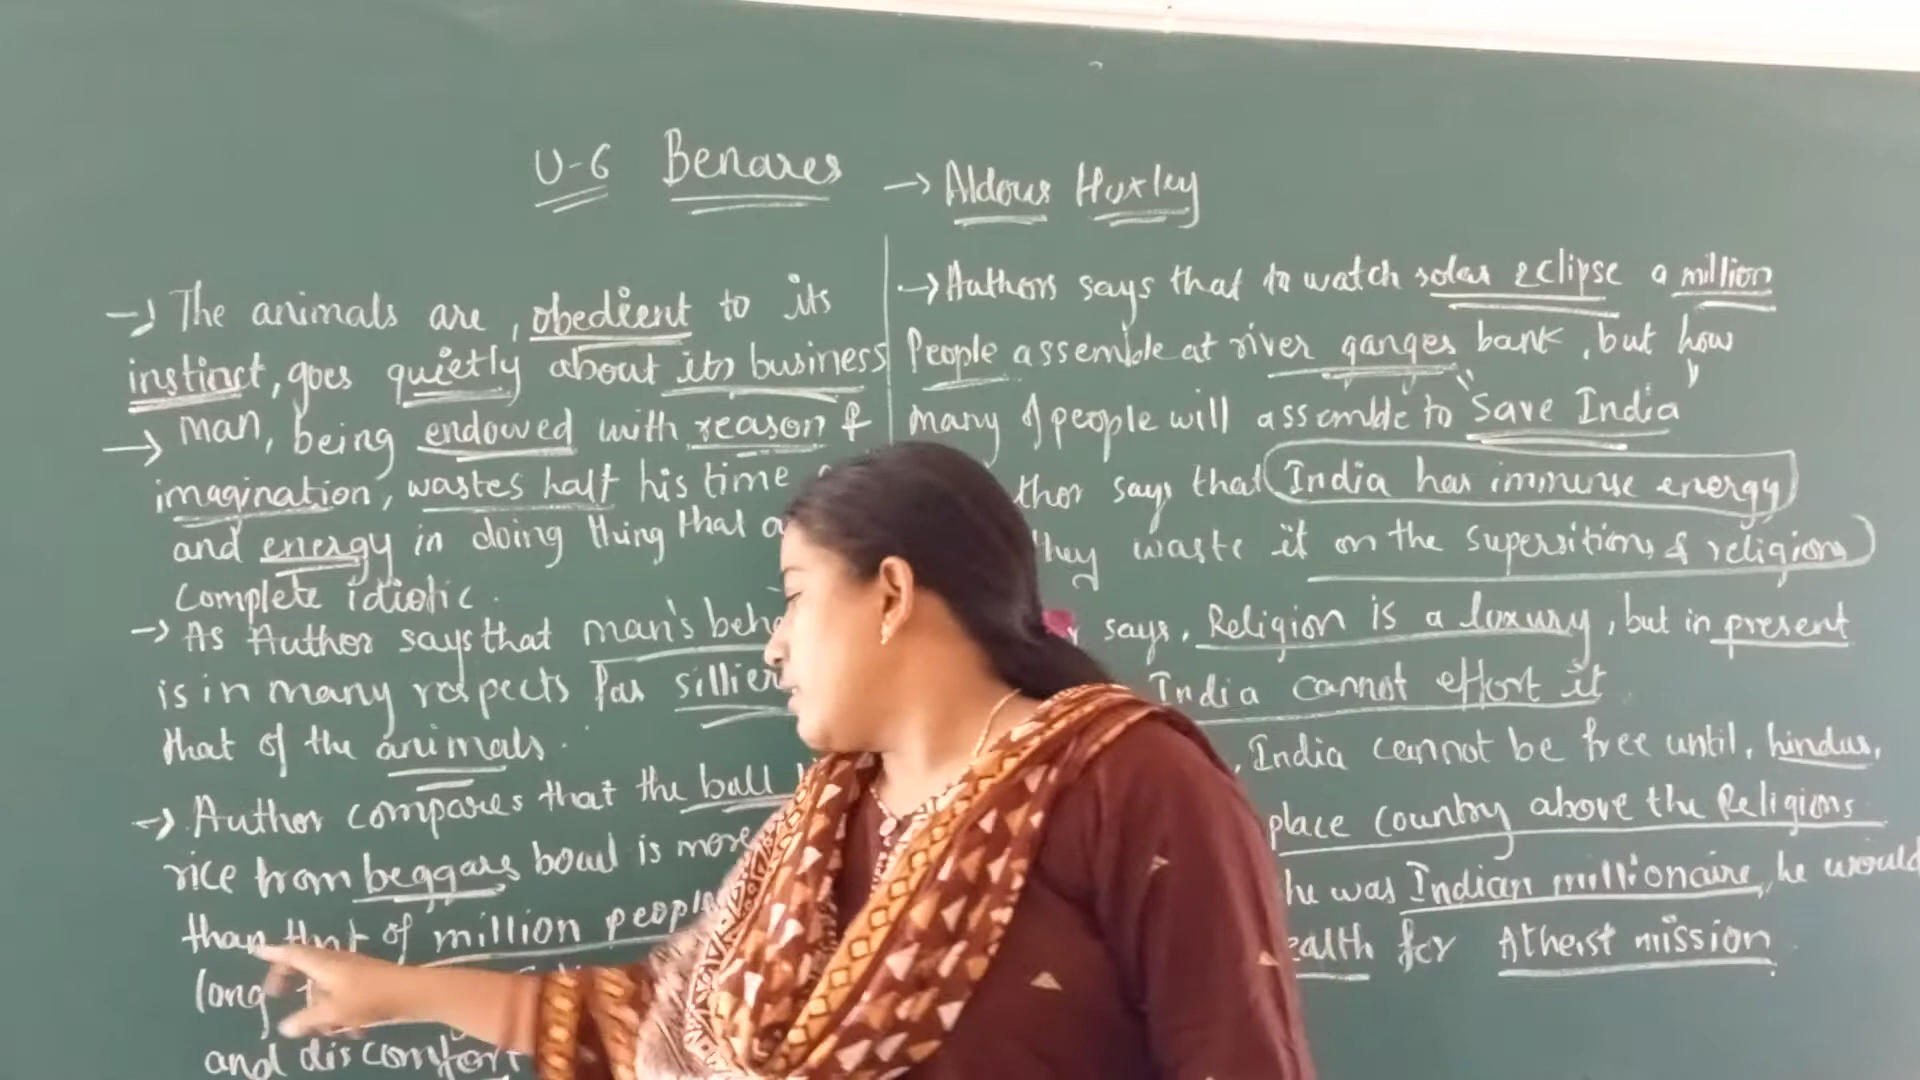 U-6 Benares → Aldous Huxley
→ The animals are, obedient to its
instinct, goes quietly about its business
→ man, being endowed with reason &
imagination, wastes half his time
and energy in doing thing that
complete idiotic.
→ As Author says that man's
is in many respects far sillier
that of the animals.
→ Author compares that the ball
rice from beggars bowl is more
than that of million
long
and discomfort
→ Authors says that to watch solar eclipse a million
People assemble at river ganges bank, but how
many of people will assemble to "Save India"
says that India has immense energy
they waste it on the supersitions & religions
says, Religion is a luxury, but in present
India cannot effort it
, India cannot be free until, hindus,
place country above the Religions
he was Indian millionaire, he would
for Atheist mission.